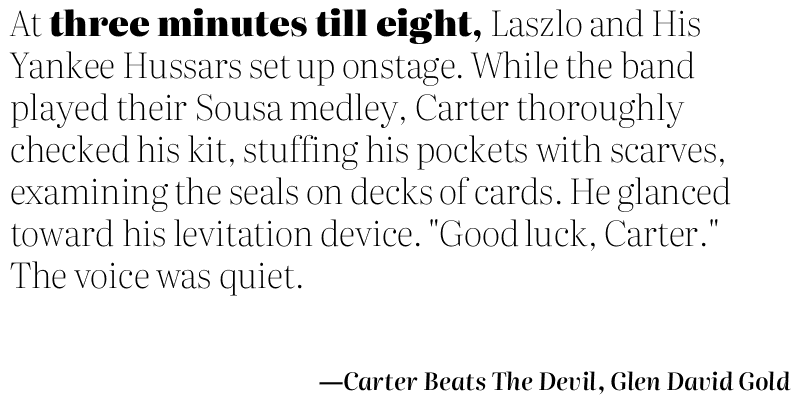 At three minutes till eight, Laszlo and His
Yankee Hussars set up onstage. While the band
played their Sousa medley, Carter thoroughly
checked his kit, stuffing his pockets with scarves,
examining the seals on decks of cards. He glanced
toward his levitation device. "Good luck, Carter."
The voice was quiet.
—Carter Beats The Devil, Glen David Gold